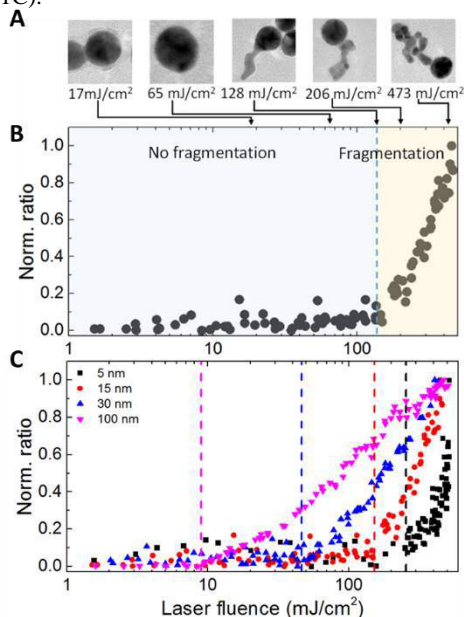 1C).
A
17mJ/cm²
65 mJ/cm²
128 mJ/cm²
206 mJ/cm²
473 mJ/cm²
B
No fragmentation
Fragmentation
Norm. ratio
1.0
0.8
0.6
0.4
0.2
0.0
1
10
100
C
5 nm
15 nm
30 nm
100 nm
Norm. ratio
1.0
0.8
0.6
0.4
0.2
0.0
1
10
100
Laser fluence (mJ/cm²)